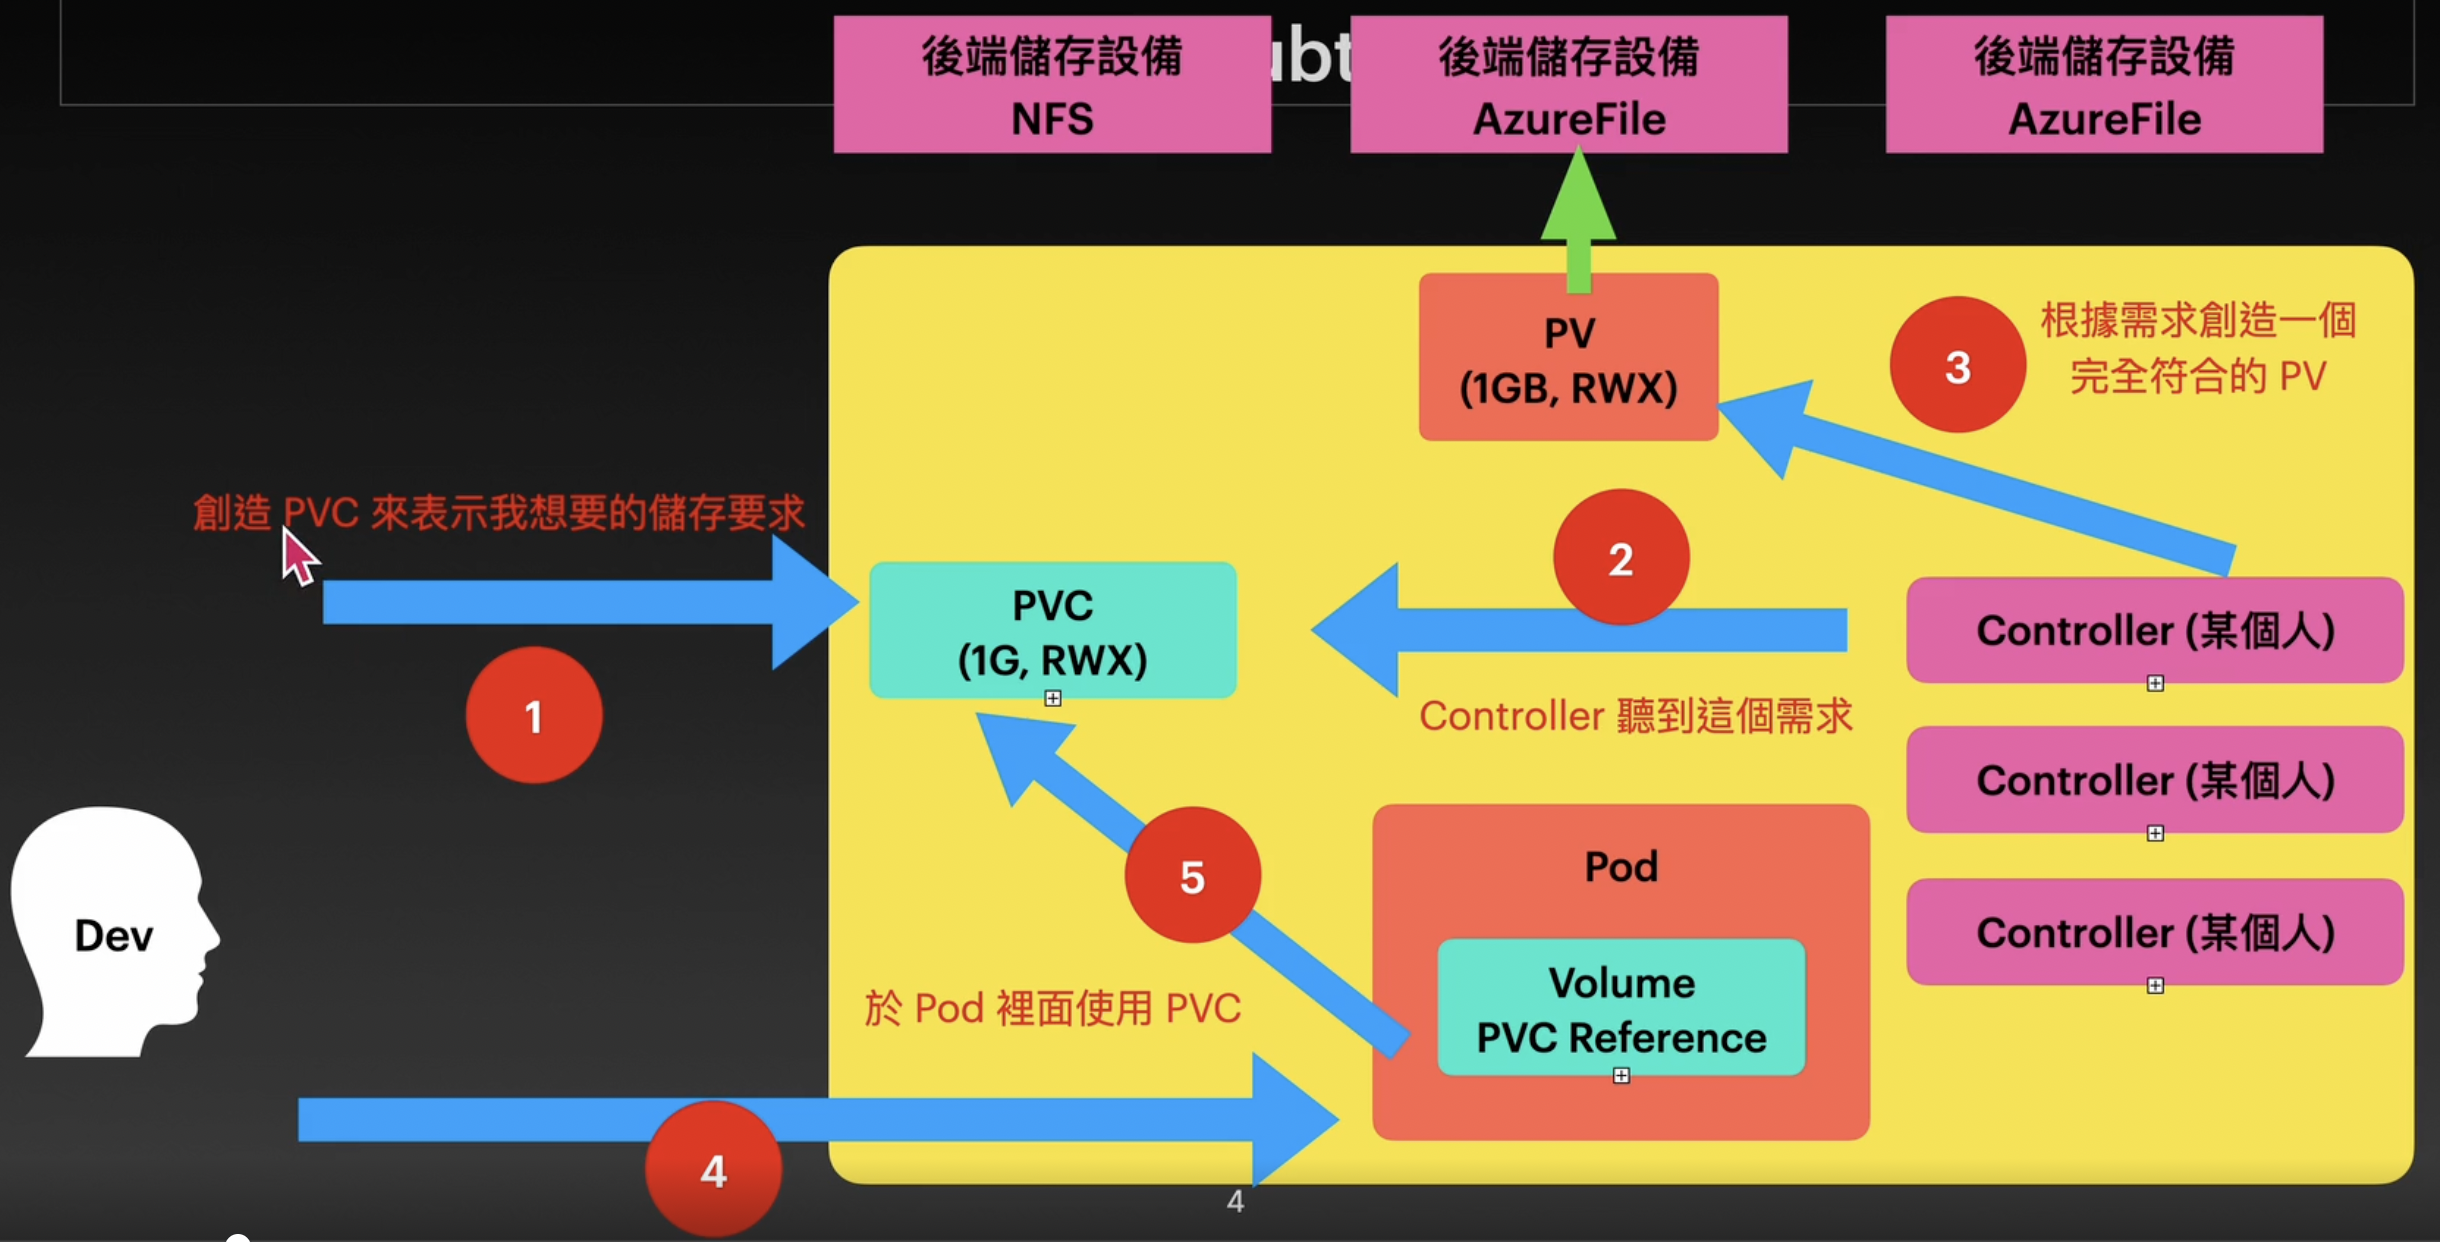 後端儲存設備
NFS
ubt
後端儲存設備
AzureFile
後端儲存設備
AzureFile
PV
(1GB, RWX)
3
根據需求創造一個
完全符合的 PV
創造 PVC 來表示我想要的儲存要求
1
PVC
(1G, RWX)
2
Controller 聽到這個需求
Controller (某個人)
Controller (某個人)
Controller (某個人)
5
Pod
Volume
PVC Reference
Dev
於 Pod 裡面使用 PVC
4
4